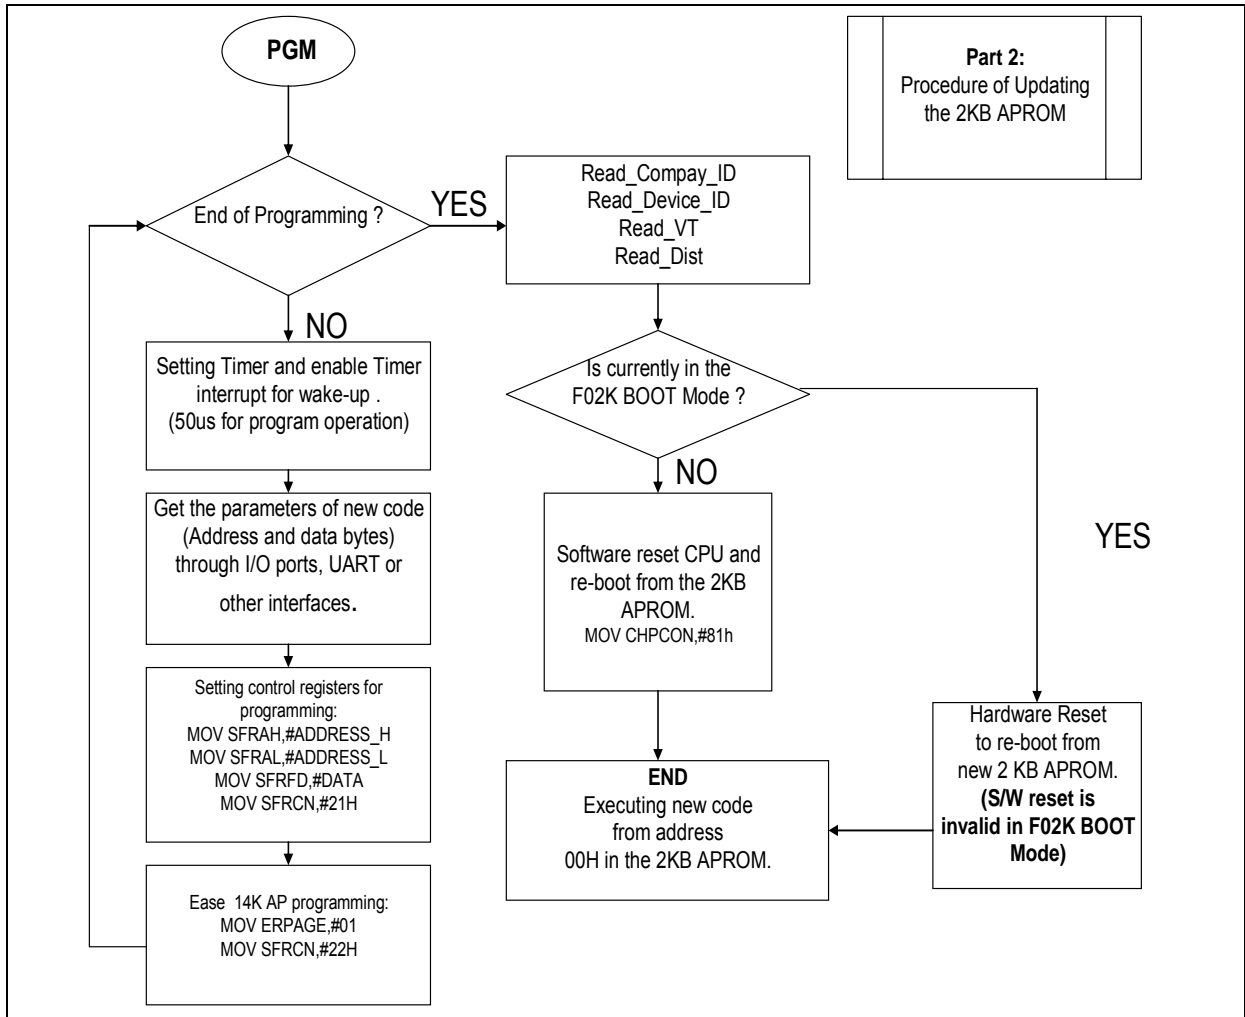 PGM
Part 2:
Procedure of Updating
the 2KB APROM
End of Programming ?
YES
Read_Compay_ID
Read_Device_ID
Read_VT
Read_Dist
NO
Setting Timer and enable Timer
interrupt for wake-up .
(50us for program operation)
Is currently in the
F02K BOOT Mode ?
NO
YES
Get the parameters of new code
(Address and data bytes)
through I/O ports, UART or
other interfaces.
Software reset CPU and
re-boot from the 2KB
APROM.
MOV CHPCON,#81h
Setting control registers for
programming:
MOV SFRAH,#ADDRESS_H
MOV SFRAL,#ADDRESS_L
MOV SFRFD,#DATA
MOV SFRCN,#21H
Hardware Reset
to re-boot from
new 2 KB APROM.
(S/W reset is
invalid in F02K BOOT
Mode)
END
Executing new code
from address
00H in the 2KB APROM.
Ease 14K AP programming:
MOV ERPAGE,#01
MOV SFRCN,#22H